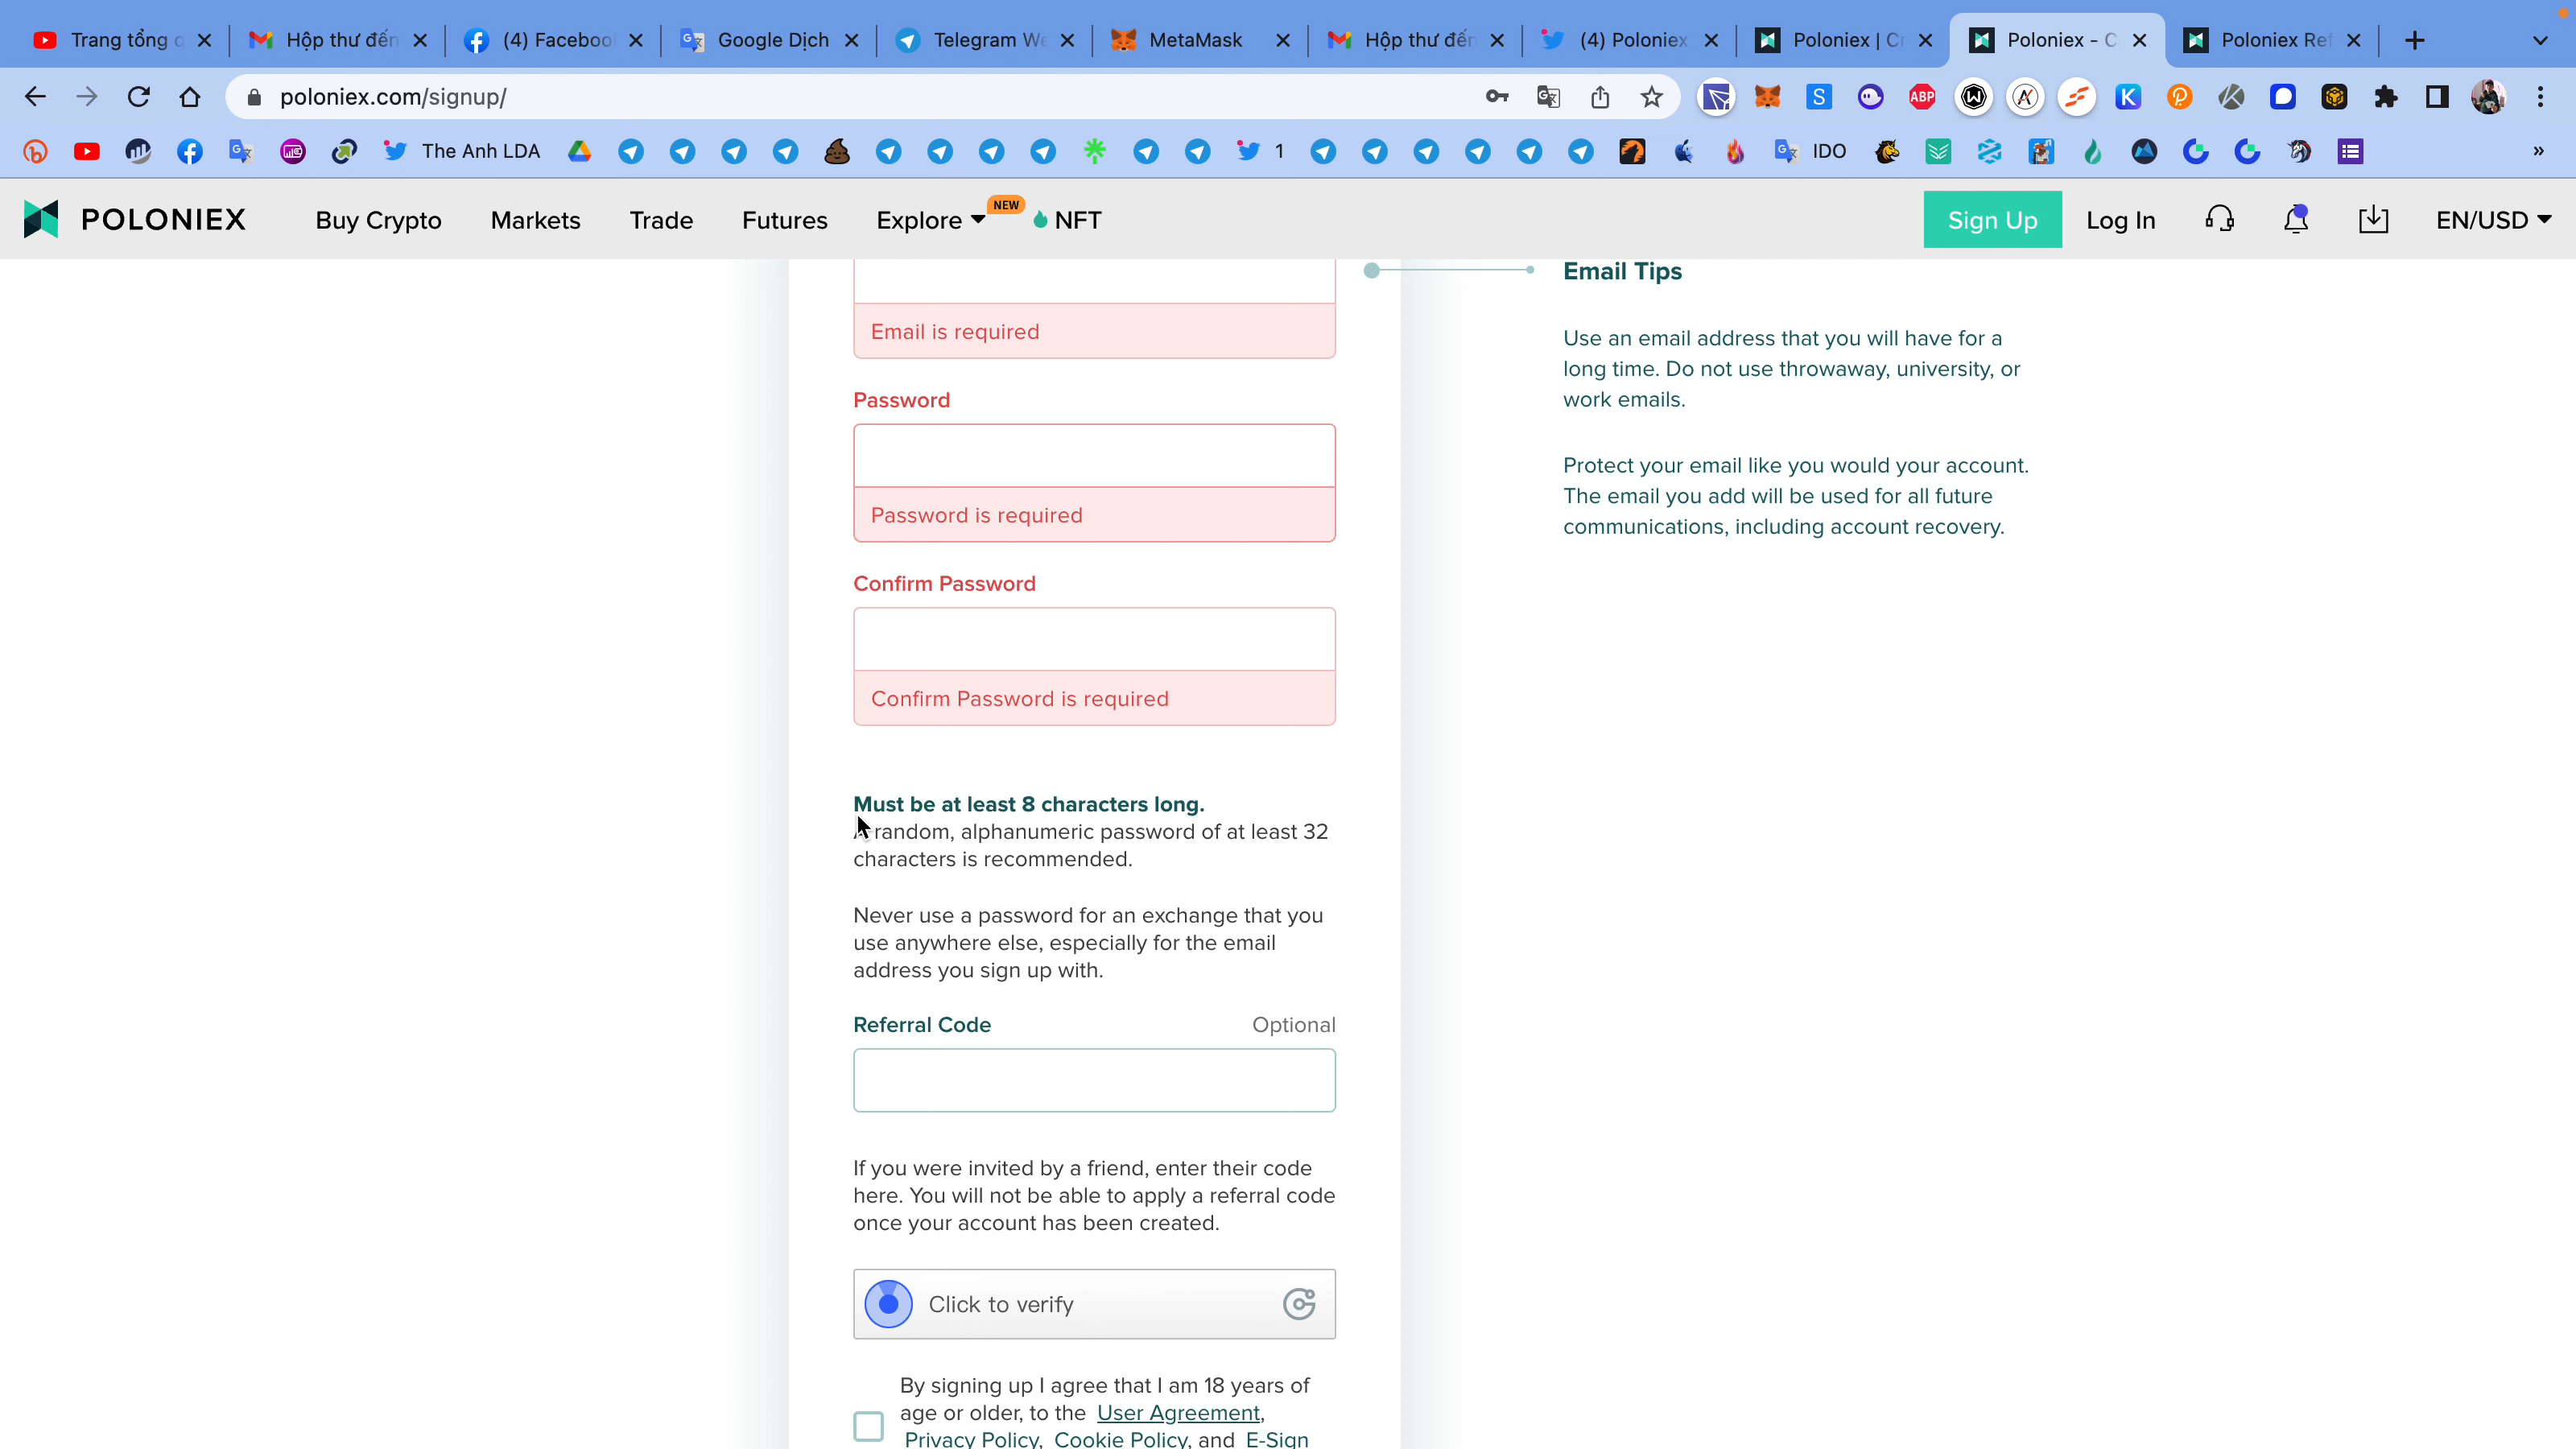 Trang tổng q
Hộp thư đến
(4) Faceboo
Google Dịch
Telegram We
MetaMask
Hộp thư đến
(4) Poloniex
Poloniex | Cr
Poloniex - C
Poloniex Ref
poloniex.com/signup/
ABP
The Anh LDA
1
IDO
POLONIEX
Buy Crypto
Markets
Trade
Futures
Explore
NEW
NFT
Sign Up
Log In
EN/USD
Email Tips
Email is required
Use an email address that you will have for a
long time. Do not use throwaway, university, or
work emails.
Password
Protect your email like you would your account.
The email you add will be used for all future
communications, including account recovery.
Password is required
Confirm Password
Confirm Password is required
Must be at least 8 characters long.
A random, alphanumeric password of at least 32
characters is recommended.
Never use a password for an exchange that you
use anywhere else, especially for the email
address you sign up with.
Referral Code
Optional
If you were invited by a friend, enter their code
here. You will not be able to apply a referral code
once your account has been created.
Click to verify
By signing up I agree that I am 18 years of
age or older, to the User Agreement,
Privacy Policy, Cookie Policy, and E-Sign